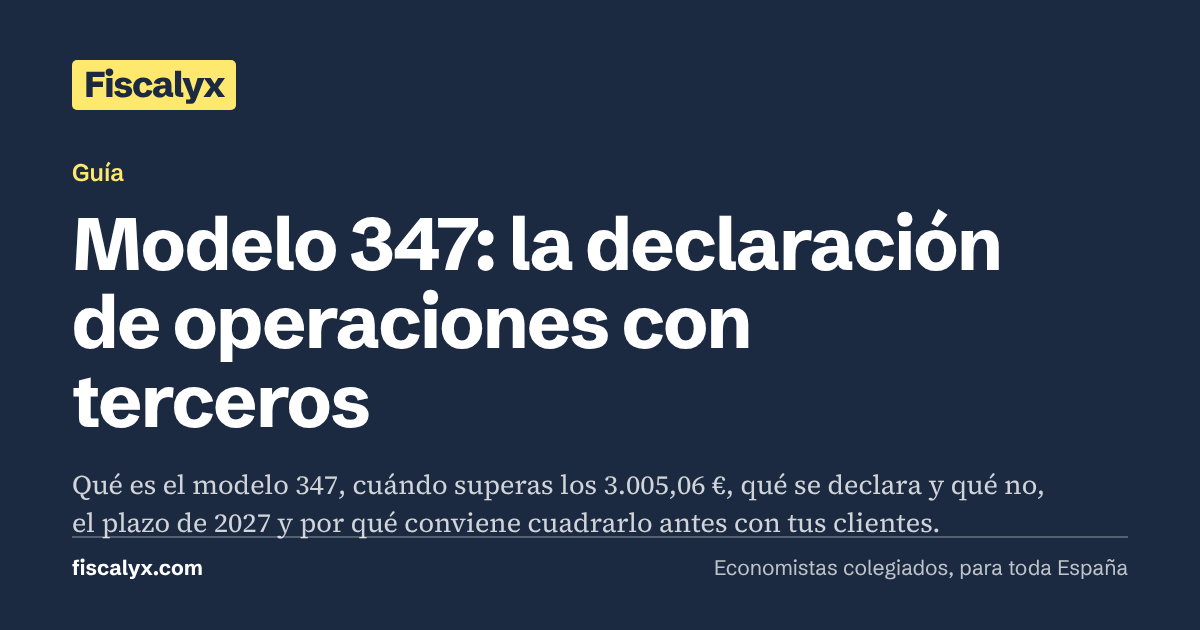 Fiscalyx
Guía
Modelo 347: la declaración
de operaciones con
terceros
Qué es el modelo 347, cuándo superas los 3.005,06 €, qué se declara y qué no,
el plazo de 2027 y por qué conviene cuadrarlo antes con tus clientes.
fiscalyx.com
Economistas colegiados, para toda España